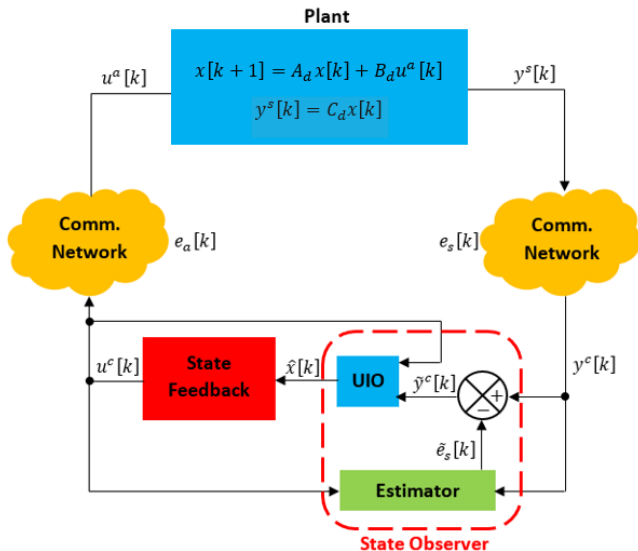 Plant
u^a[k]
x[k + 1] = A_d x[k] + B_d u^a[k]
y^s[k] = C_d x[k]
y^s[k]
Comm.
Network
e_a[k]
e_s[k]
Comm.
Network
u^c[k]
State
Feedback
x̂[k]
UIO
ỹ^c[k]
+
−
y^c[k]
ẽ_s[k]
Estimator
State Observer